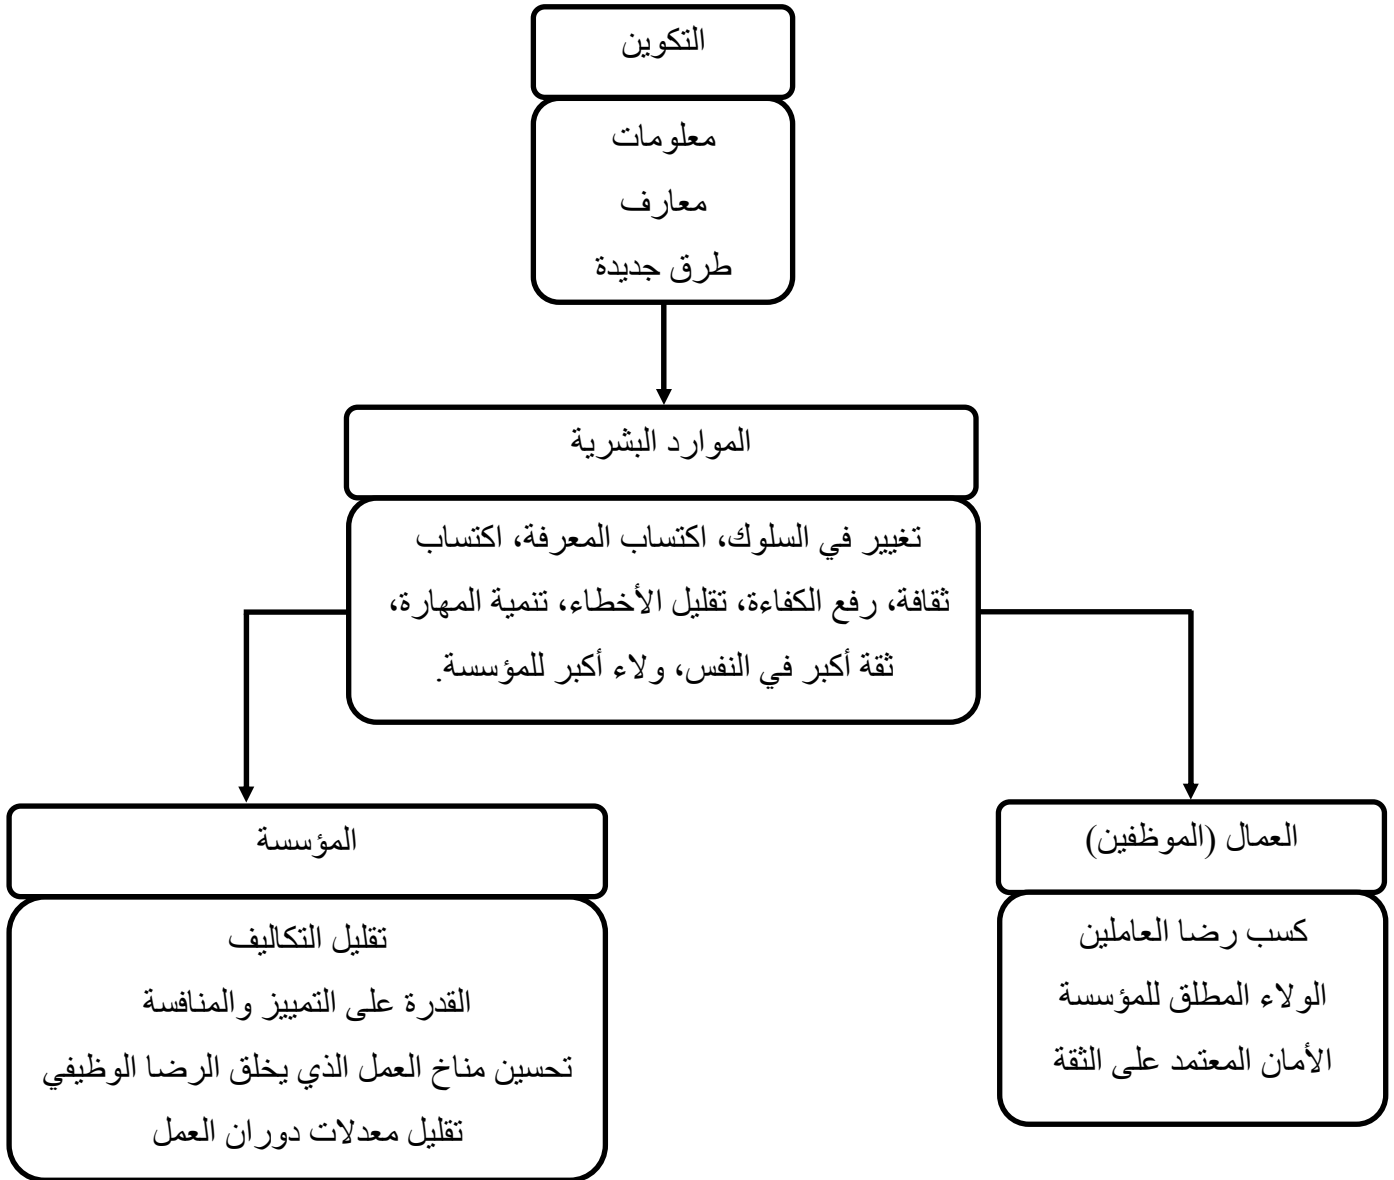 التكوين
معلومات
معارف
طرق جديدة
الموارد البشرية
تغيير في السلوك، اكتساب المعرفة، اكتساب
ثقافة، رفع الكفاءة، تقليل الأخطاء، تنمية المهارة،
ثقة أكبر في النفس، ولاء أكبر للمؤسسة.
العمال (الموظفين)
كسب رضا العاملين
الولاء المطلق للمؤسسة
الأمان المعتمد على الثقة
المؤسسة
تقليل التكاليف
القدرة على التمييز والمنافسة
تحسين مناخ العمل الذي يخلق الرضا الوظيفي
تقليل معدلات دوران العمل